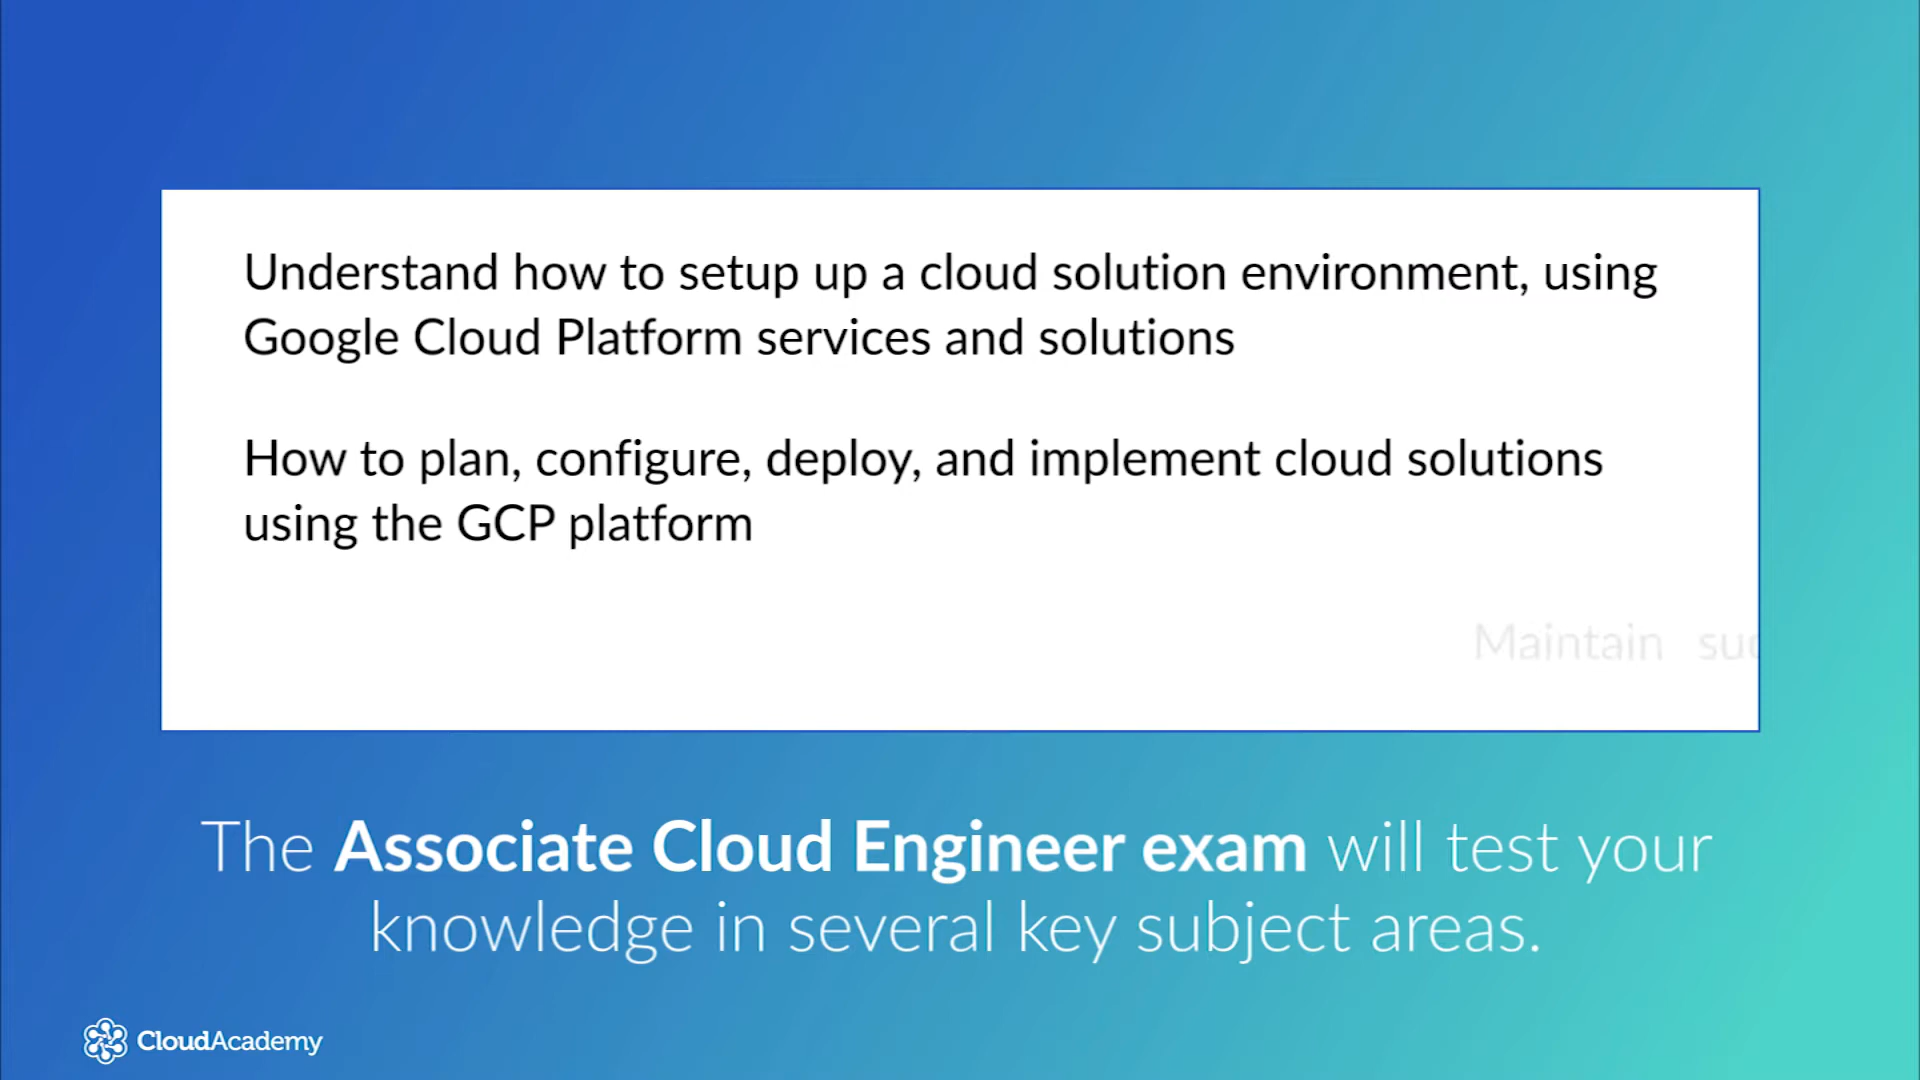 Understand how to setup up a cloud solution environment, using
Google Cloud Platform services and solutions
How to plan, configure, deploy, and implement cloud solutions
using the GCP platform
Maintain
The Associate Cloud Engineer exam will test your
knowledge in several key subject areas.
CloudAcademy